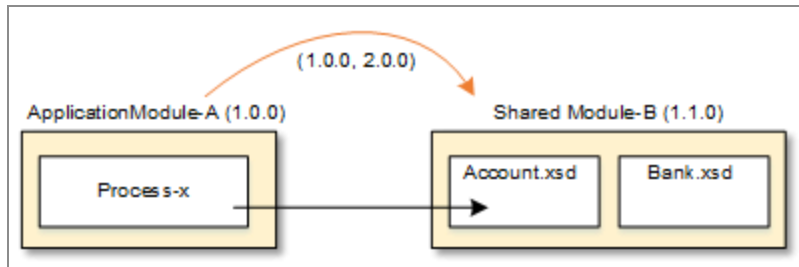 (1.0.0, 2.0.0)
ApplicationModule-A (1.0.0)
Shared Module-B (1.1.0)
Process-x
Account.xsd
Bank.xsd